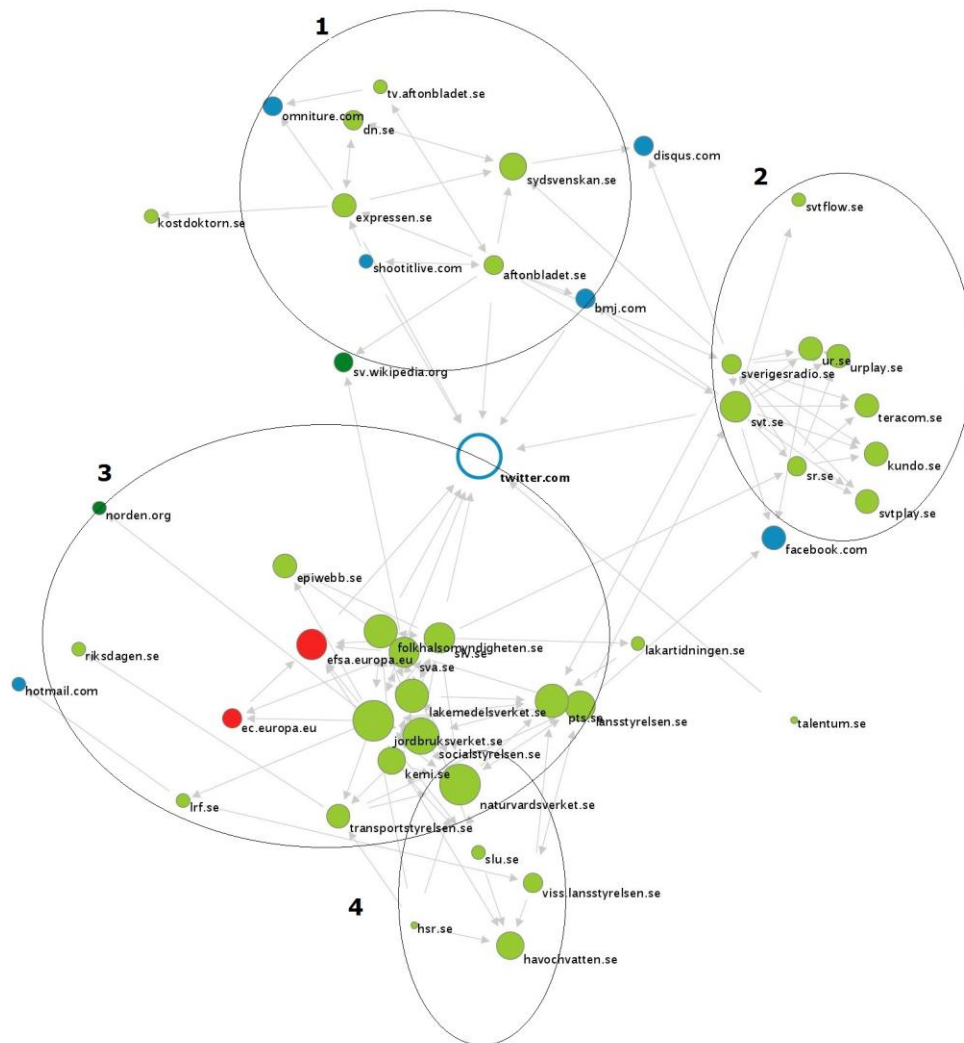 1
tv.aftonbladet.se
omniture.com
dn.se
disqus.com
sydsvenskan.se
2
svtflow.se
kostdoktorn.se
expressen.se
shootitlive.com
aftonbladet.se
bmj.com
sv.wikipedia.org
sverigesradio.se
ur.se
urplay.se
svt.se
teracom.se
3
twitter.com
sr.se
kundo.se
svtplay.se
norden.org
facebook.com
epiwebb.se
folkhalsomyndigheten.se
slv.se
efsa.europa.eu
sva.se
lakartidningen.se
riksdagen.se
hotmail.com
lakemedelsverket.se
pts.se
lansstyrelsen.se
talentum.se
ec.europa.eu
jordbruksverket.se
socialstyrelsen.se
kemi.se
lrf.se
naturvardsverket.se
transportstyrelsen.se
slu.se
viss.lansstyrelsen.se
4
hsr.se
havochvatten.se